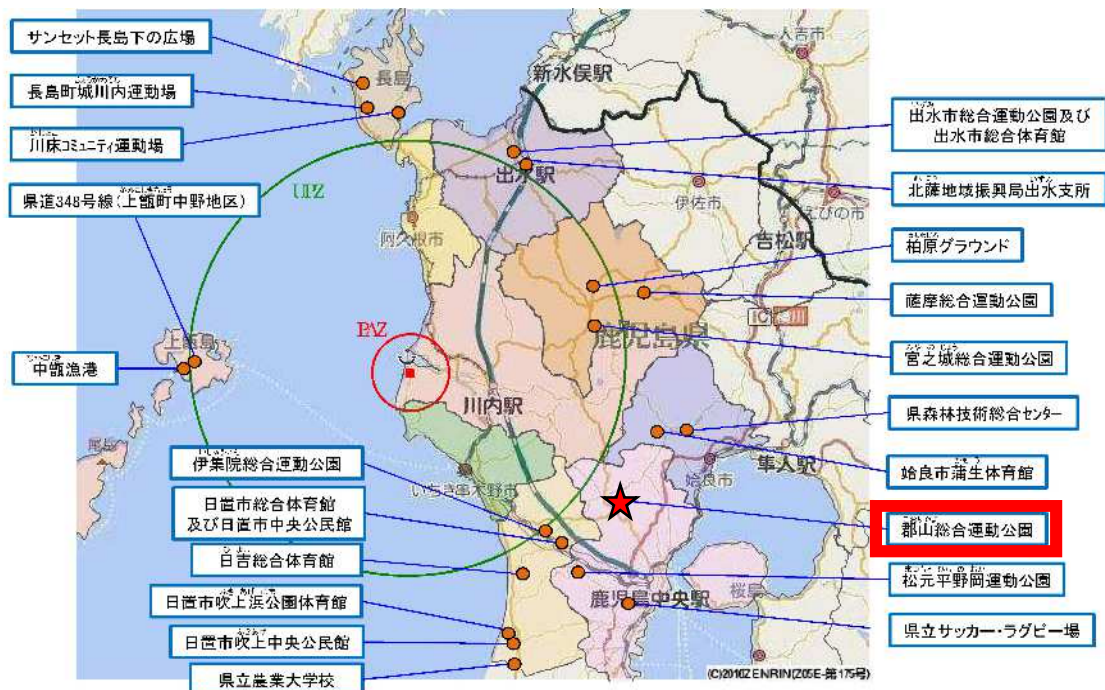 サンセット長島下の広場
長島町城川内運動場
川床コミュニティ運動場
県道348号線(上甑町中野地区)
中甑漁港
伊集院総合運動公園
日置市総合体育館
及び日置市中央公民館
日吉総合体育館
日置市吹上浜公園体育館
日置市吹上中央公民館
県立農業大学校
長島
新水俣駅
人吉市
出水駅
UPZ
阿久根市
伊佐市
えびの市
吉松駅
鹿児島県
PAZ
上甑島
川内駅
いちき串木野市
姶良市
隼人駅
鹿児島中央駅
桜島
(C)2010ZENRIN(Z05E-第175号)
出水市総合運動公園及び
出水市総合体育館
北薩地域振興局出水支所
柏原グラウンド
薩摩総合運動公園
宮之城総合運動公園
県森林技術総合センター
姶良市蒲生体育館
郡山総合運動公園
松元平野岡運動公園
県立サッカー・ラグビー場